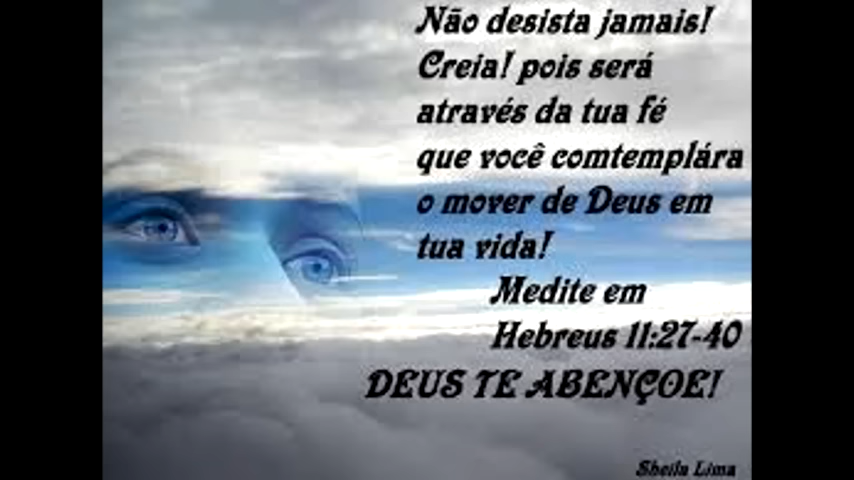 Não desista jamais!
Creia! pois será
através da tua fé
que você comtemplára
o mover de Deus em
tua vida!
Medite em
Hebreus 11:27-40
DEUS TE ABENÇOE!
Sheila Lima